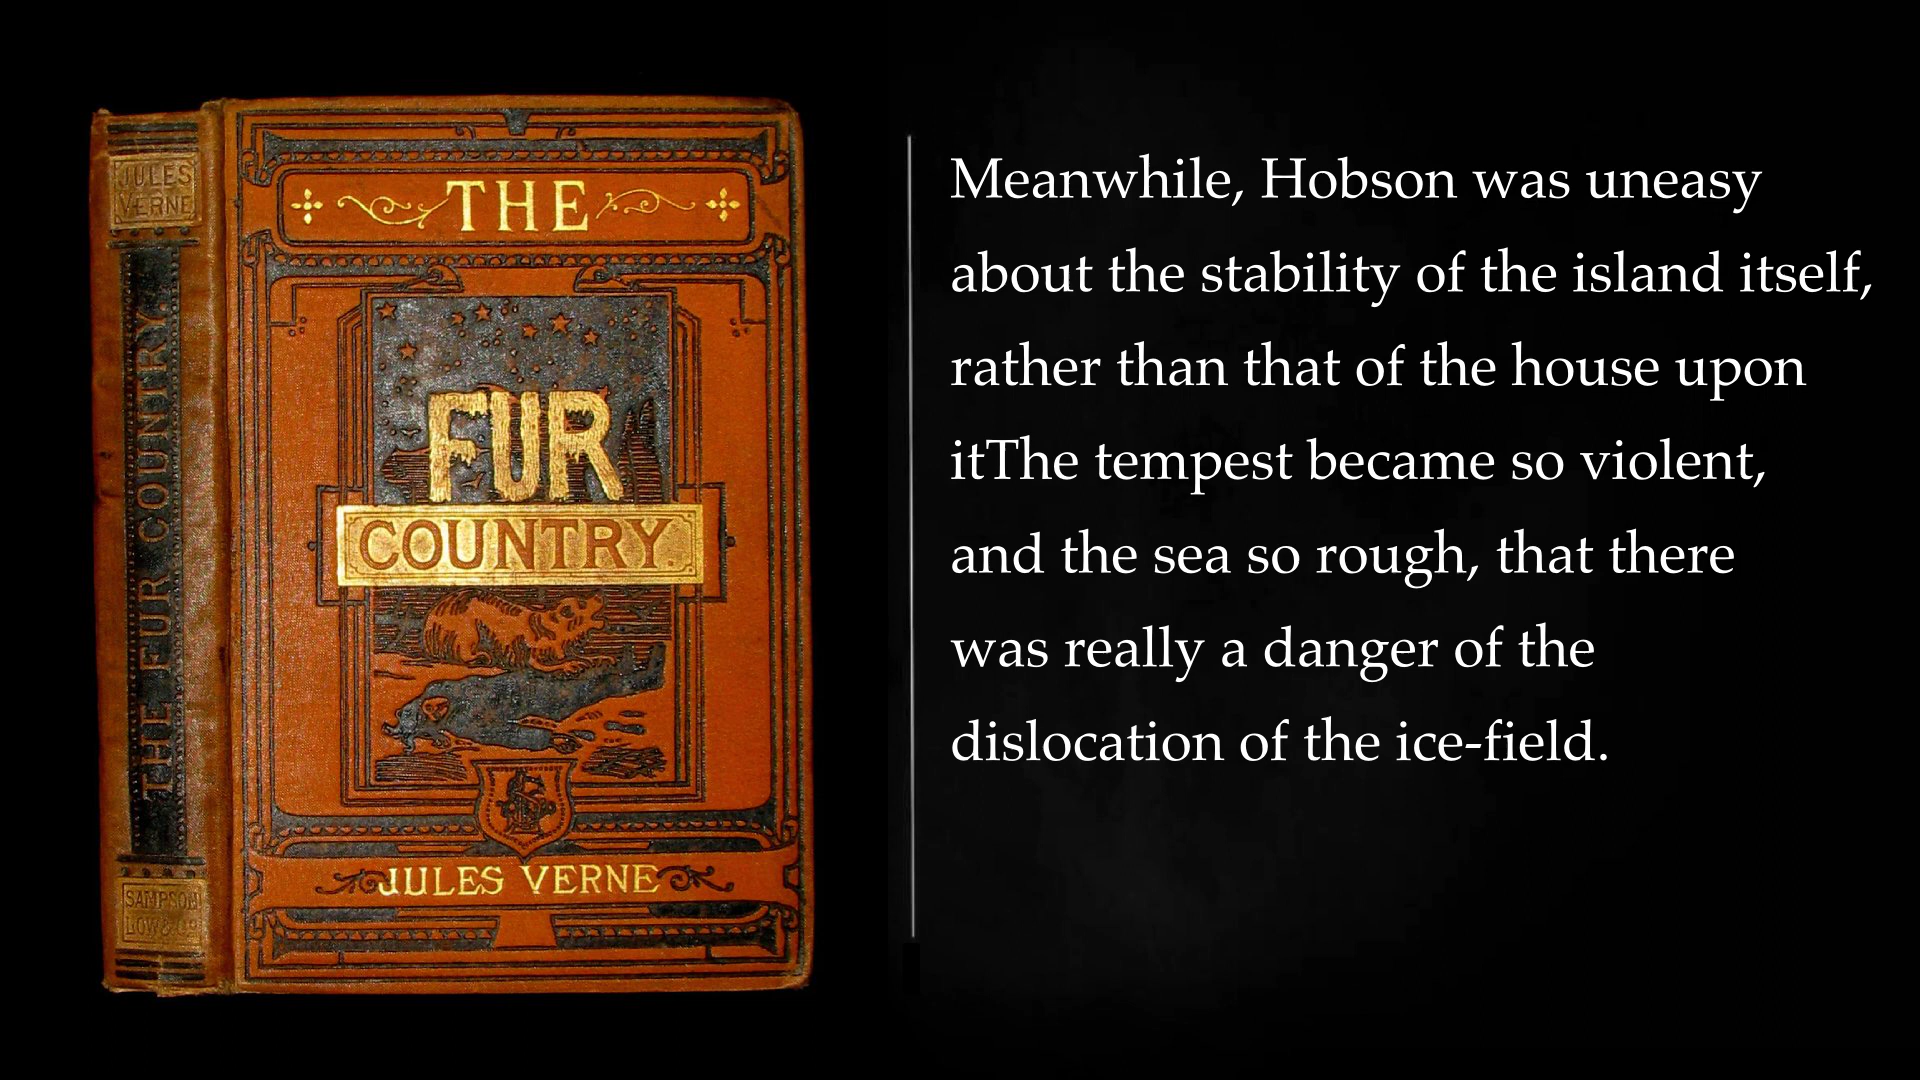 JULES
VERNE
THE FUR COUNTRY.
SAMPSON
LOW & Co
THE
FUR
COUNTRY.
JULES VERNE
Meanwhile, Hobson was uneasy
about the stability of the island itself,
rather than that of the house upon
itThe tempest became so violent,
and the sea so rough, that there
was really a danger of the
dislocation of the ice-field.